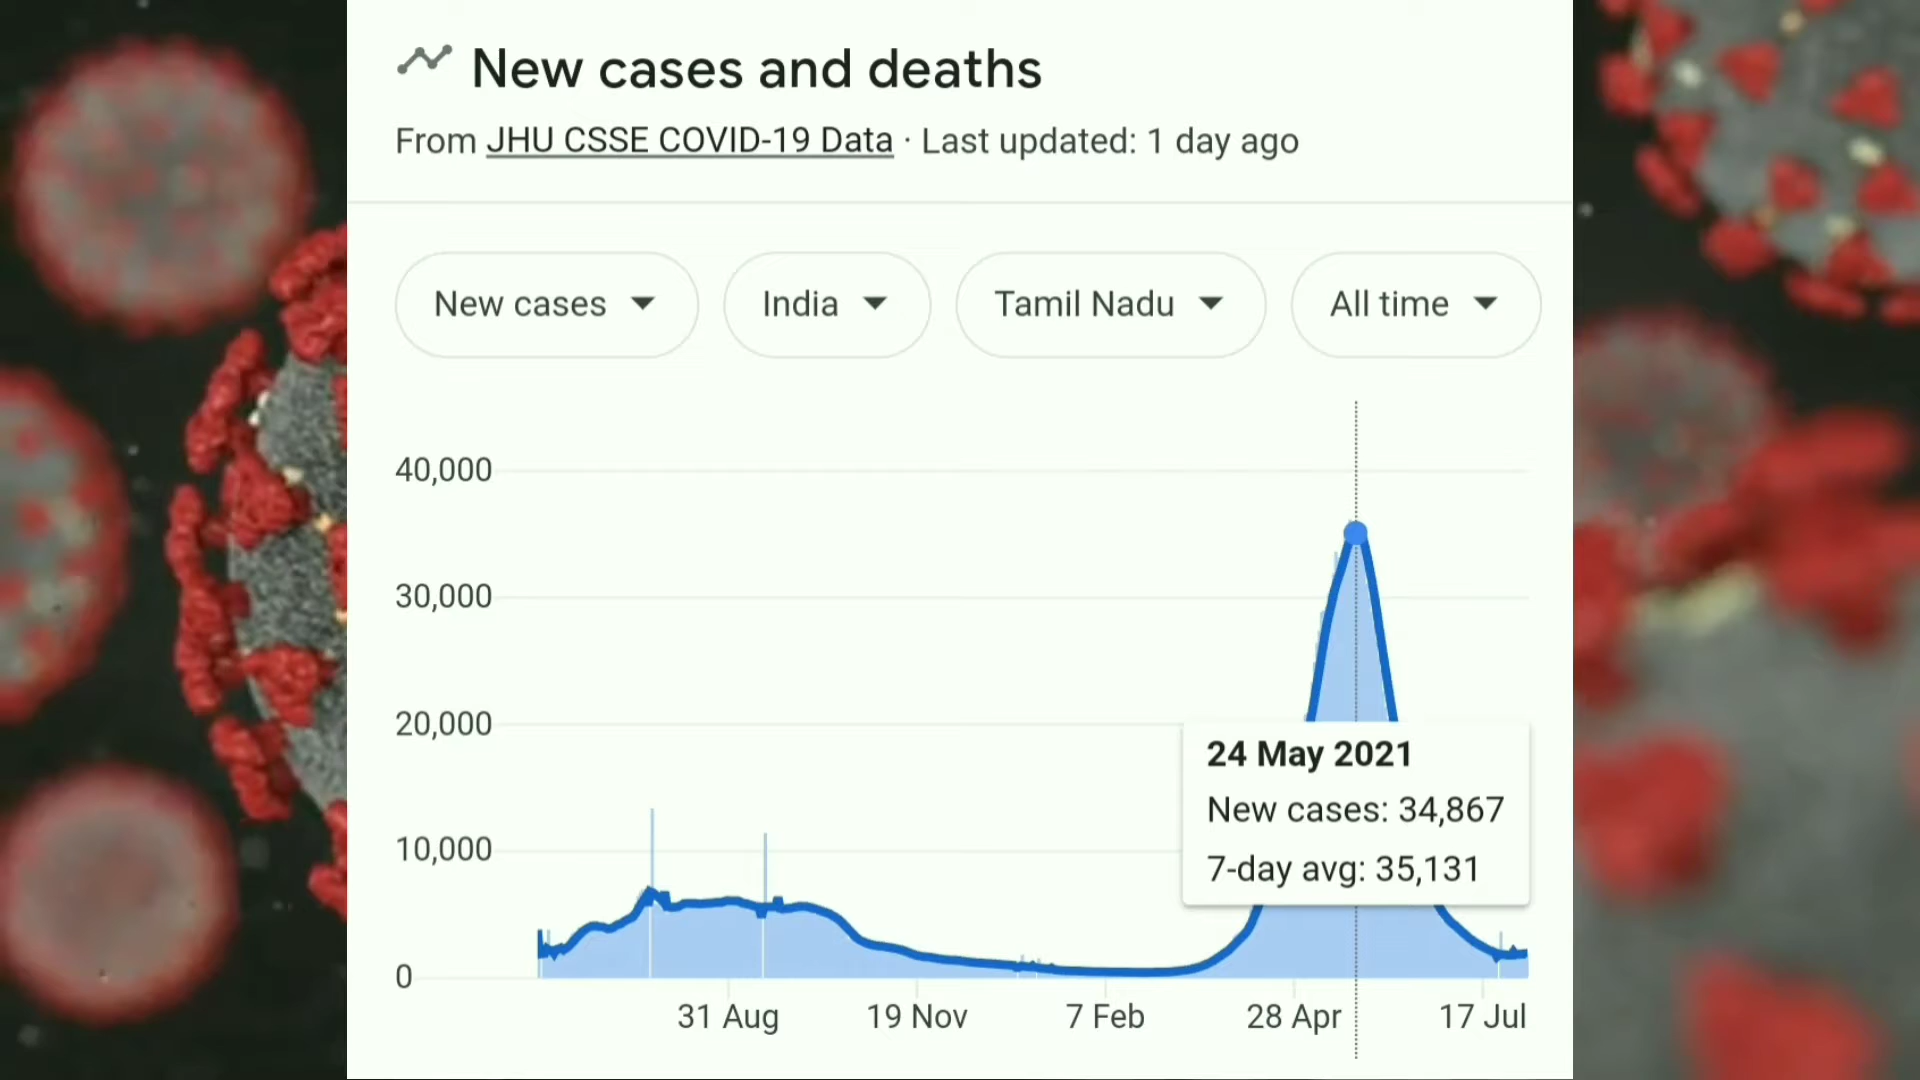 New cases and deaths
From JHU CSSE COVID-19 Data · Last updated: 1 day ago
New cases India Tamil Nadu All time
40,000
30,000
20,000
24 May 2021
New cases: 34,867
10,000
7-day avg: 35,131
0
31 Aug 19 Nov 7 Feb 28 Apr 17 Jul